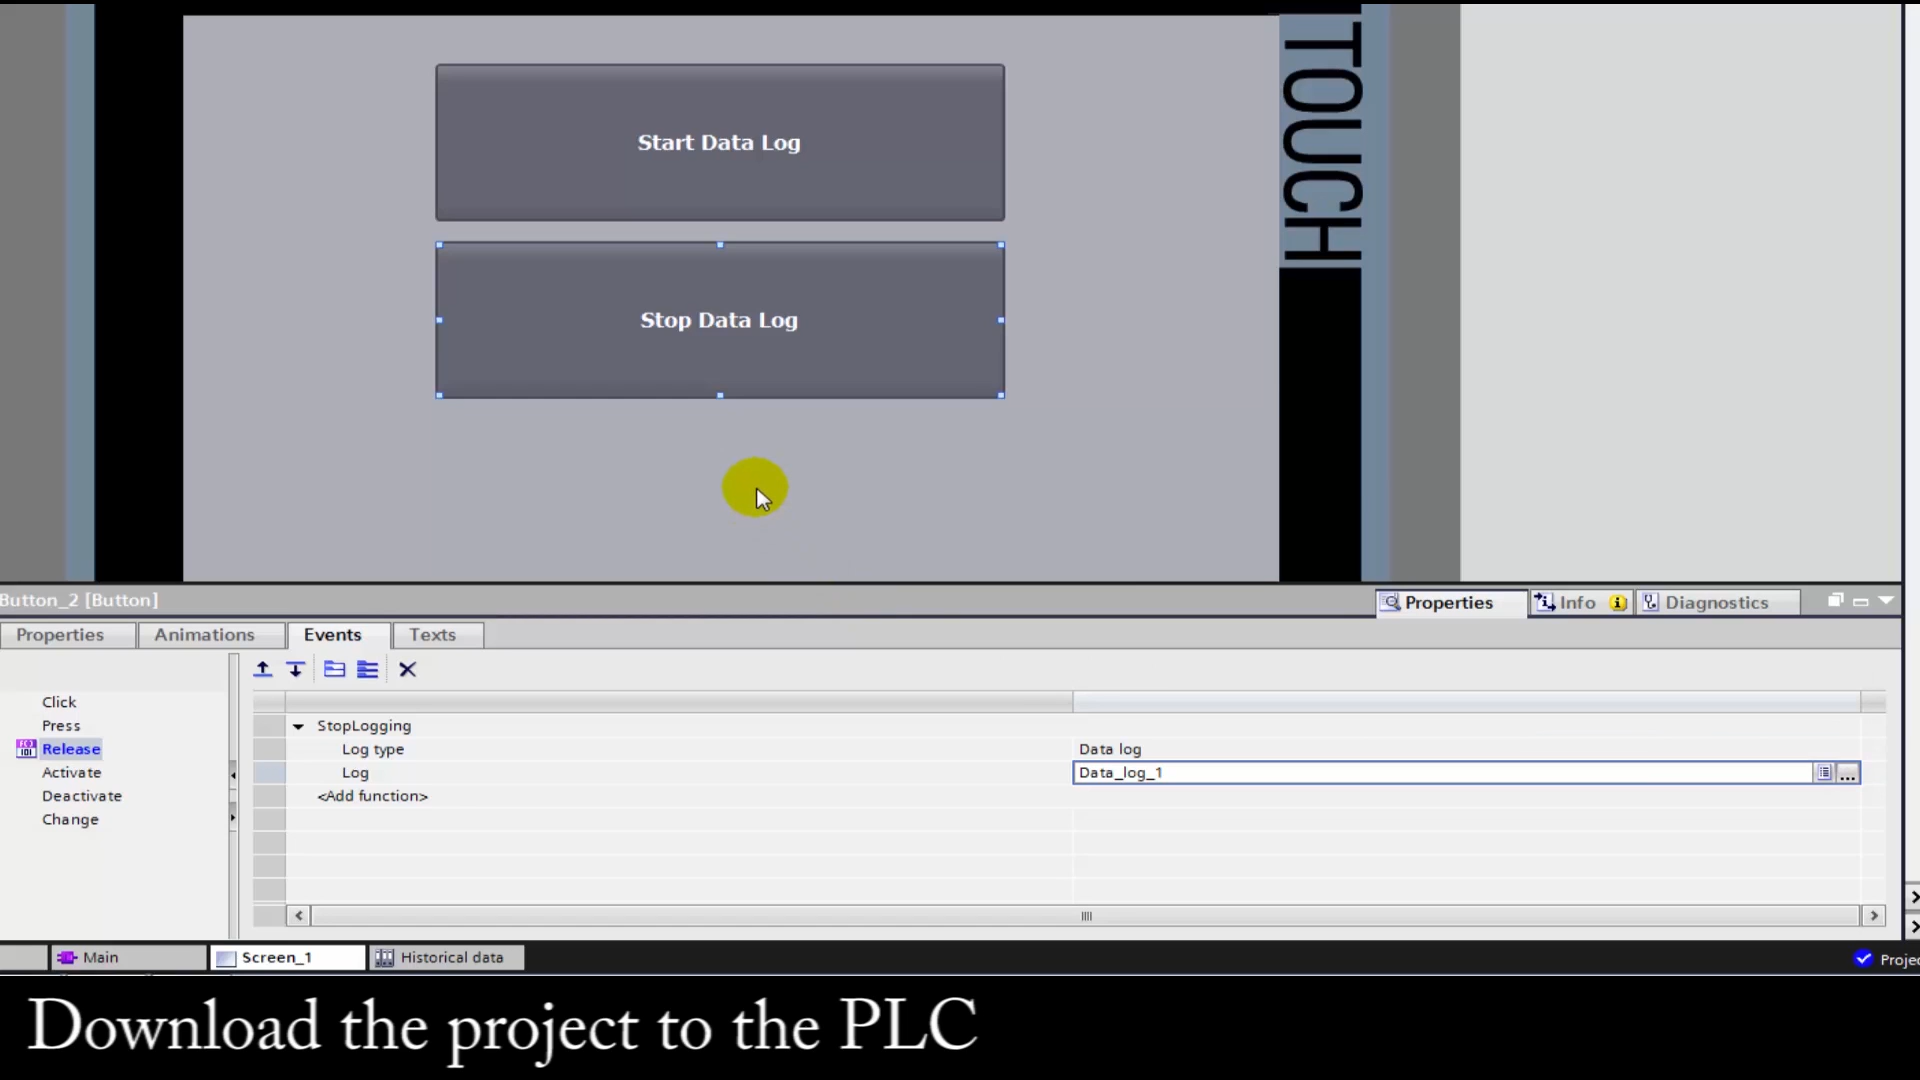 TOUCH
Start Data Log
Stop Data Log
Button_2 [Button]
Properties
Info
Diagnostics
Properties
Animations
Events
Texts
Click
Press
Release
Activate
Deactivate
Change
StopLogging
Log type
Data log
Log
Data_log_1
...
<Add function>
Main
Screen_1
Historical data
Projec
Download the project to the PLC